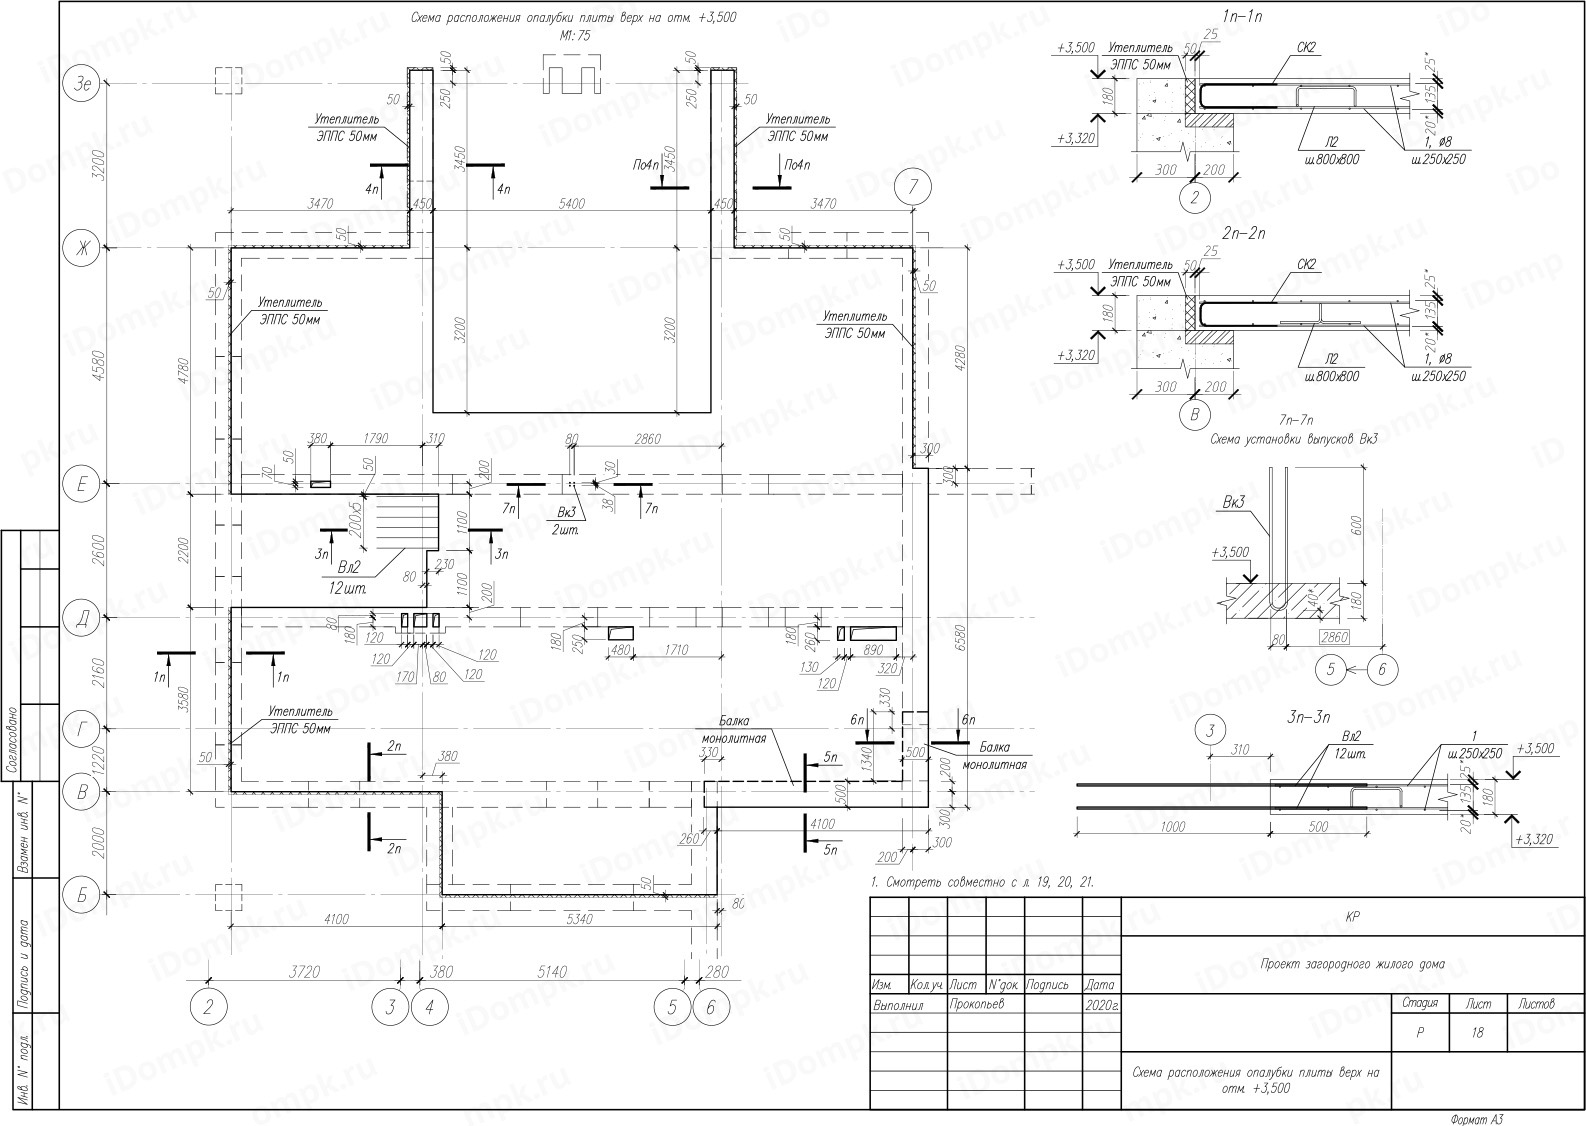 Схема расположения опалубки плиты верх на отм. +3,500
М1:75
3е
Ж
Е
Д
Г
В
Б
3200
4580
2600
2160
1220
2000
50
250
50
250
50
50
Утеплитель
ЭППС 50мм
Утеплитель
ЭППС 50мм
3450
3450
4п
4п
По4п
По4п
7
3470
450
5400
450
3470
50
50
50
50
Утеплитель
ЭППС 50мм
Утеплитель
ЭППС 50мм
3200
3200
4780
4280
380
1790
310
80
2860
300
50
70
50
200
30
38
300
7п
7п
Вк3
2шт.
200х5
1100
3п
3п
Вл2
12шт.
230
80
1100
200
2200
80
180
120
120
170
80
120
120
180
250
480
1710
180
260
130
120
890
320
6580
1п
1п
3580
Утеплитель
ЭППС 50мм
50
2п
2п
380
Балка
монолитная
330
5п
5п
6п
6п
330
1340
500
Балка
монолитная
200
300
500
260
4100
200
300
50
80
4100
5340
3720
380
5140
280
2
3
4
5
6
1п-1п
+3,500
Утеплитель
ЭППС 50мм
50
25
СК2
180
+3,320
25*
135
20*
Л2
ш.800х800
1, ø8
ш.250х250
300
200
2
2п-2п
+3,500
Утеплитель
ЭППС 50мм
50
25
СК2
180
+3,320
25*
135
20*
Л2
ш.800х800
1, ø8
ш.250х250
300
200
В
7п-7п
Схема установки выпусков Вк3
Вк3
+3,500
600
180
40*
80
2860
5
6
3п-3п
3
310
Вл2
12шт.
1
ш.250х250
+3,500
25*
135
20*
180
+3,320
1000
500
1. Смотреть совместно с л. 19, 20, 21.
КР
Проект загородного жилого дома
Изм.
Кол.уч.
Лист
N°док.
Подпись
Дата
Выполнил
Прокопьев
2020г.
Стадия
Лист
Листов
Р
18
Схема расположения опалубки плиты верх на
отм. +3,500
Формат А3
Согласовано
Взамен инв. N°
Подпись и дата
Инв. N° подл.
iDompk.ru